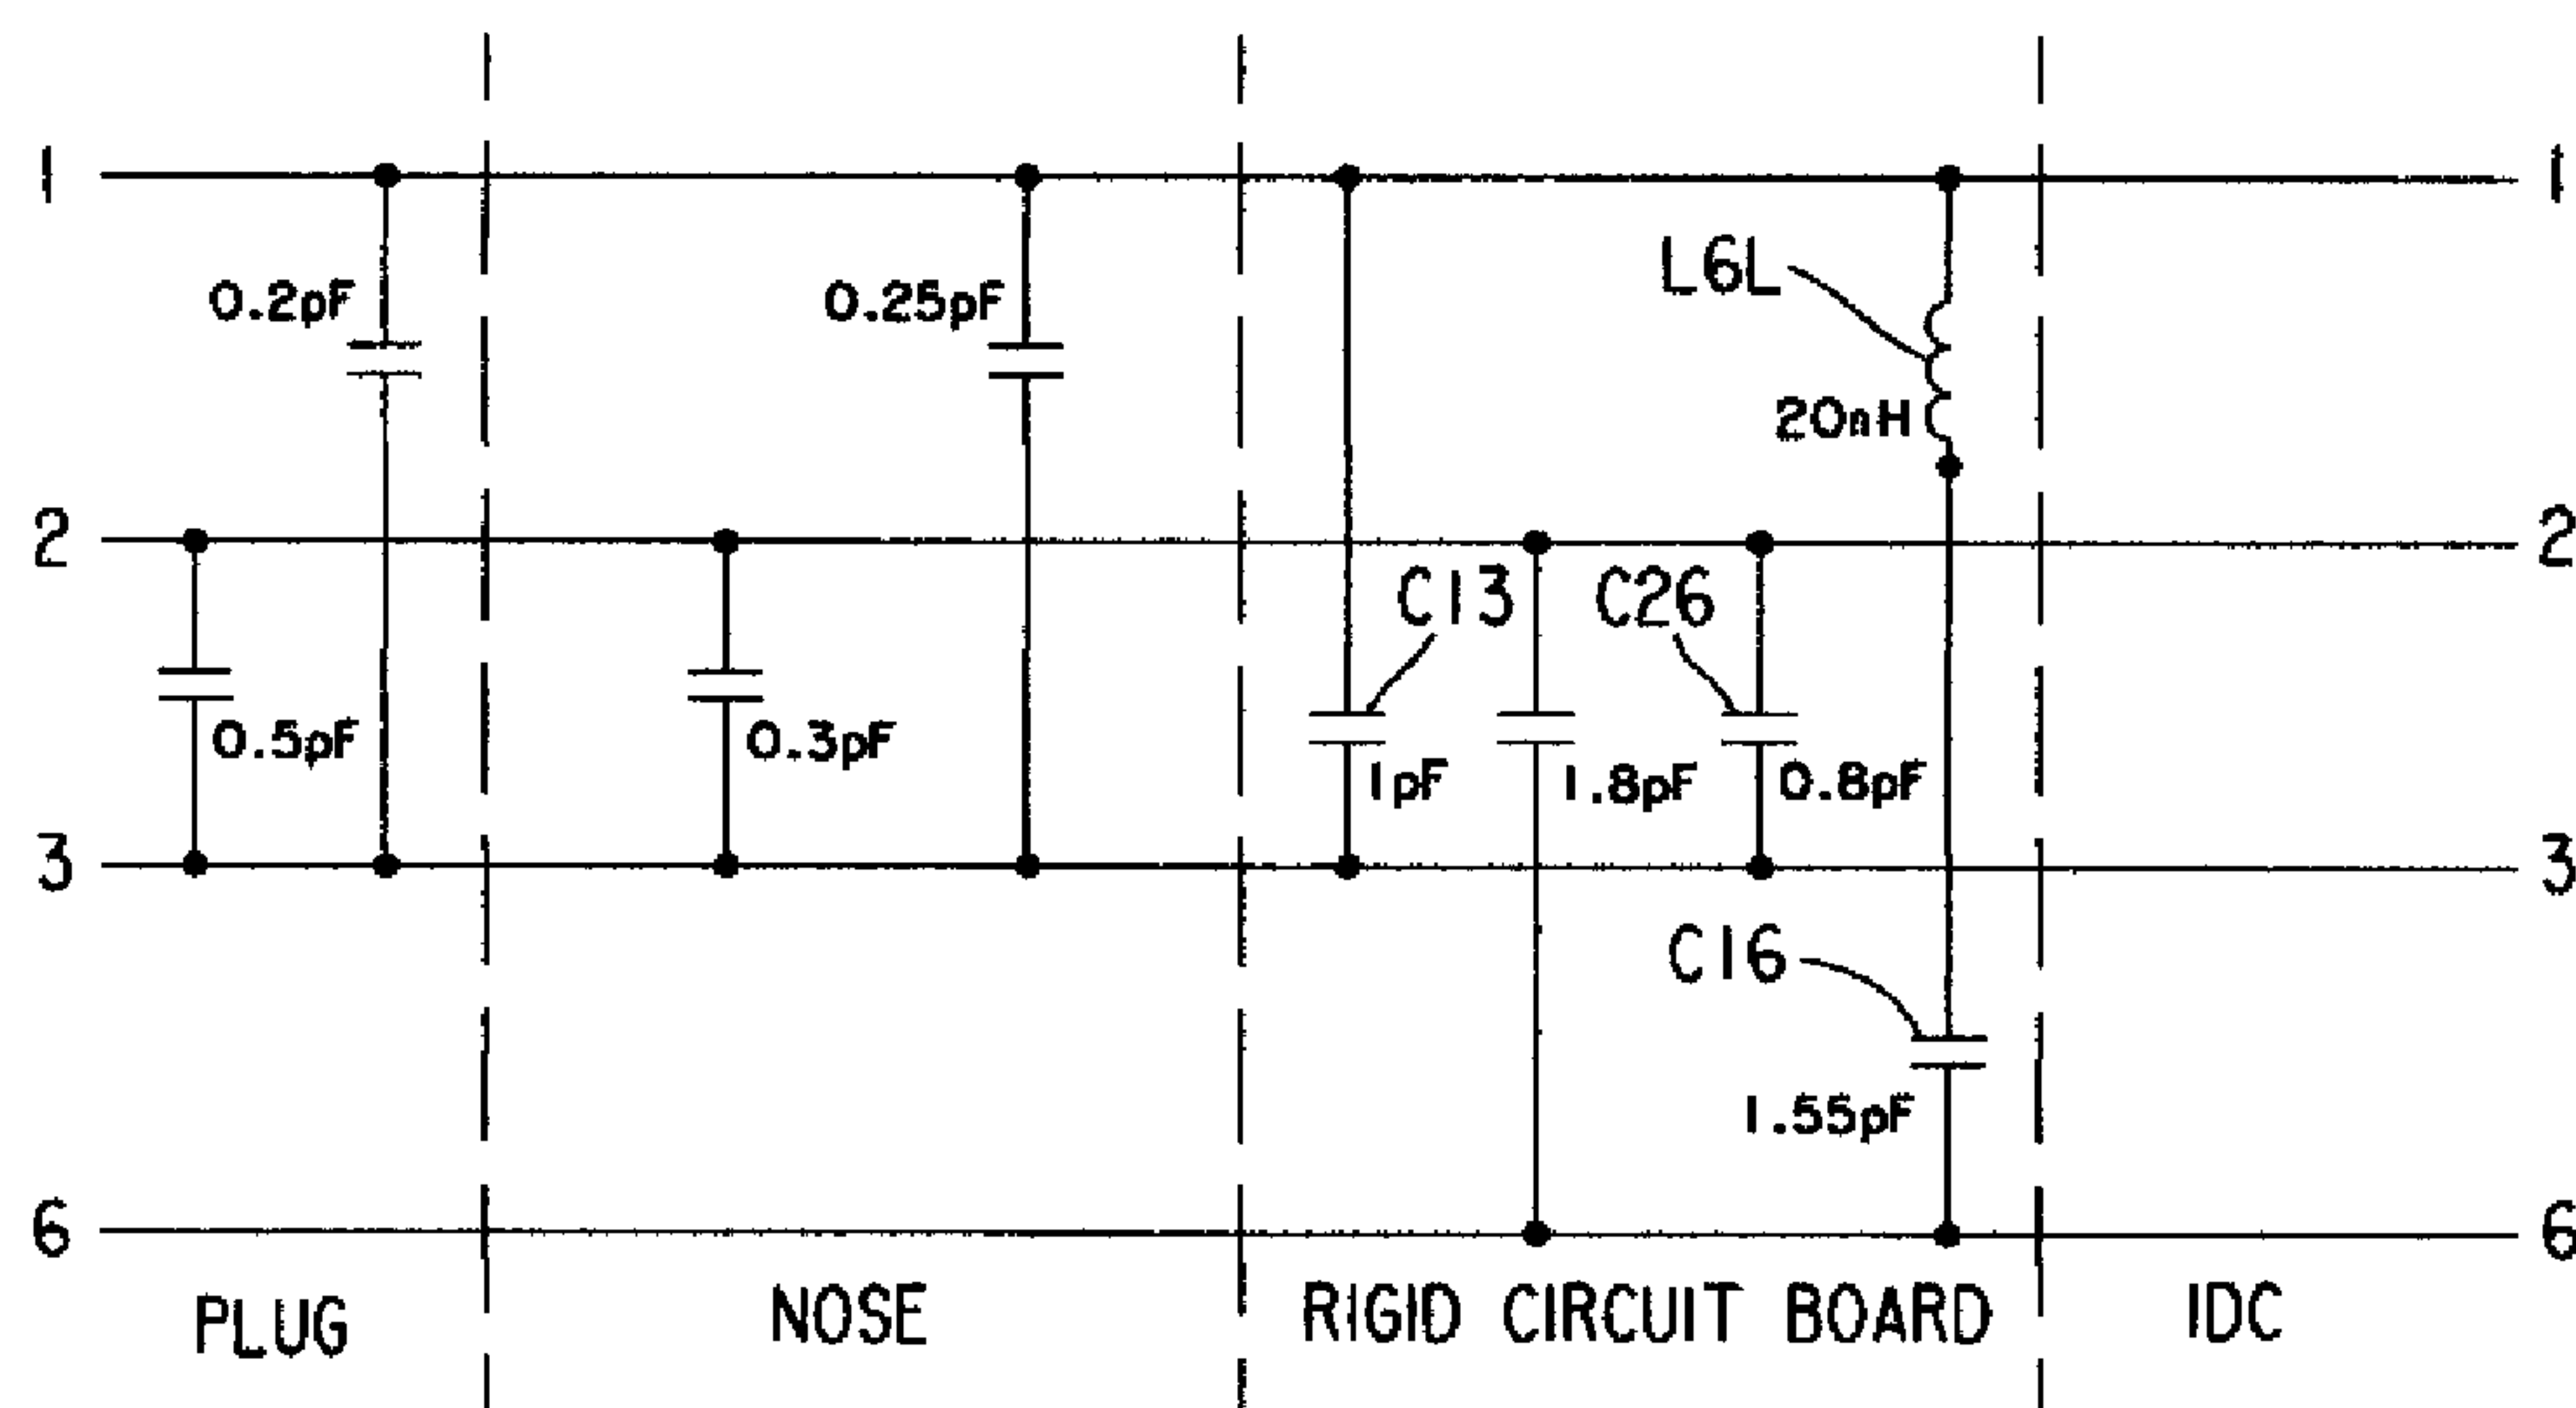 1 1
L6L
0.2pF 0.25pF
20nH
2 2
C13 C26
0.5pF 0.3pF 1pF 1.8pF 0.8pF
3 3
C16
1.55pF
6 6
PLUG NOSE RIGID CIRCUIT BOARD IDC